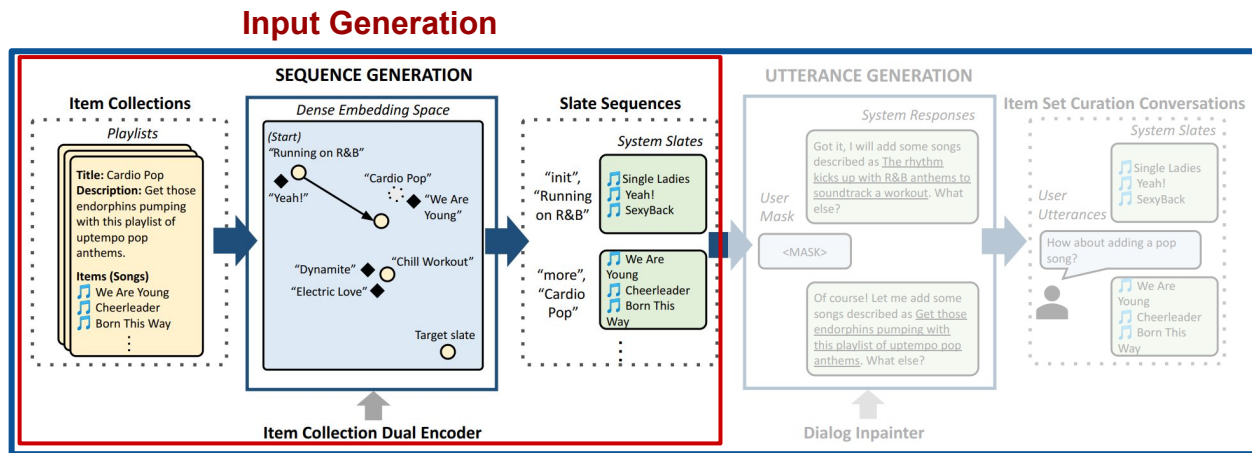 Input Generation
SEQUENCE GENERATION
Item Collections
Playlists
Title: Cardio Pop
Description: Get those
endorphins pumping
with this playlist of
uptempo pop
anthems.
Items (Songs)
We Are Young
Cheerleader
Born This Way
⋮
Dense Embedding Space
(Start)
"Running on R&B"
"Yeah!"
"Cardio Pop"
"We Are
Young"
"Dynamite"
"Chill Workout"
"Electric Love"
Target slate
Item Collection Dual Encoder
Slate Sequences
System Slates
"init",
"Running
on R&B"
Single Ladies
Yeah!
SexyBack
"more",
"Cardio
Pop"
We Are
Young
Cheerleader
Born This
Way
⋮
UTTERANCE GENERATION
System Responses
Got it, I will add some songs
described as The rhythm
kicks up with R&B anthems to
soundtrack a workout. What
else?
User
Mask
<MASK>
Of course! Let me add some
songs described as Get those
endorphins pumping with
this playlist of uptempo pop
anthems. What else?
Dialog Inpainter
Item Set Curation Conversations
System Slates
Single Ladies
Yeah!
SexyBack
User
Utterances
How about adding a pop
song?
We Are
Young
Cheerleader
Born This
Way
⋮